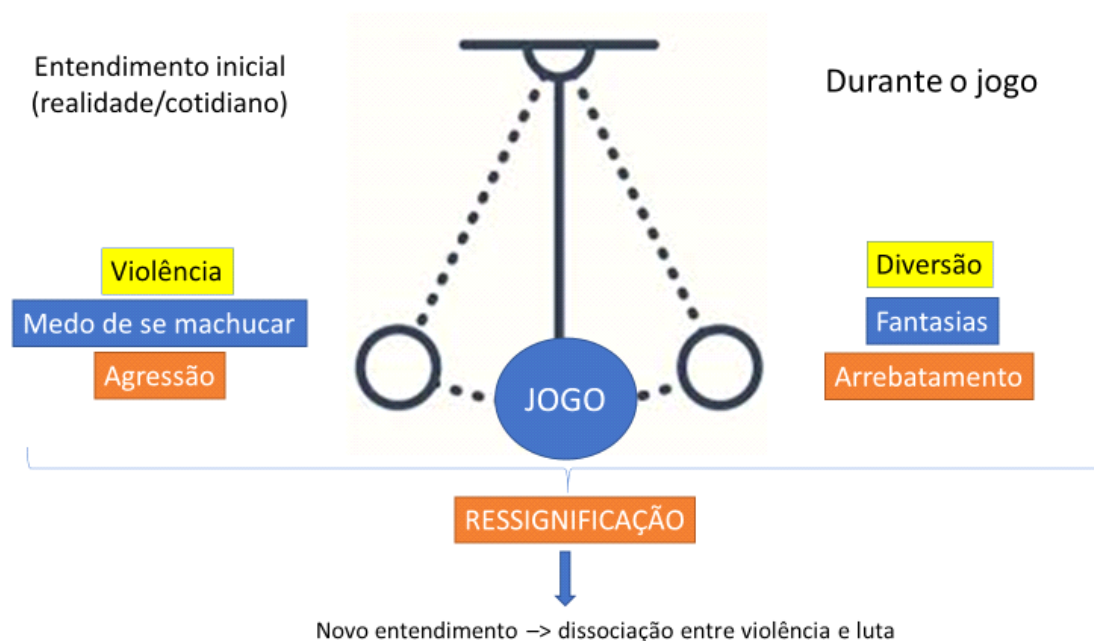 Entendimento inicial
(realidade/cotidiano)
Durante o jogo
Violência
Medo de se machucar
Agressão
JOGO
Diversão
Fantasias
Arrebatamento
RESSIGNIFICAÇÃO
Novo entendimento –> dissociação entre violência e luta